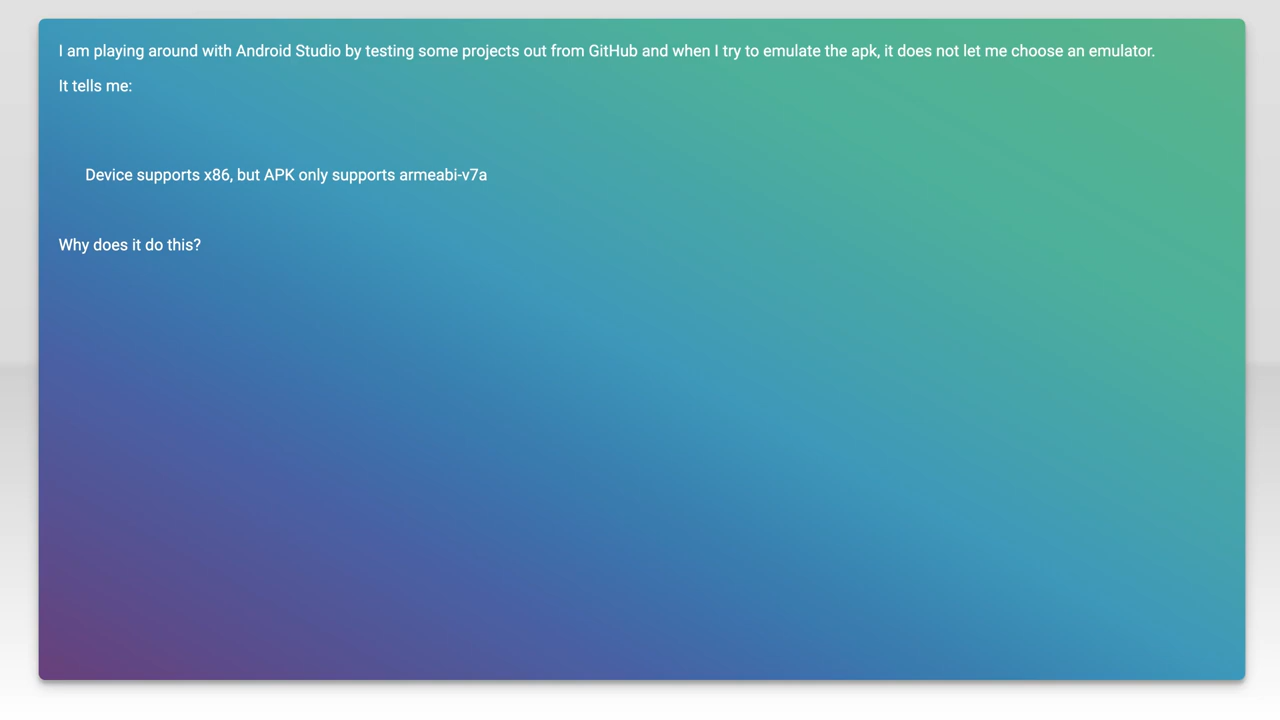 I am playing around with Android Studio by testing some projects out from GitHub and when I try to emulate the apk, it does not let me choose an emulator.
It tells me:
Device supports x86, but APK only supports armeabi-v7a
Why does it do this?